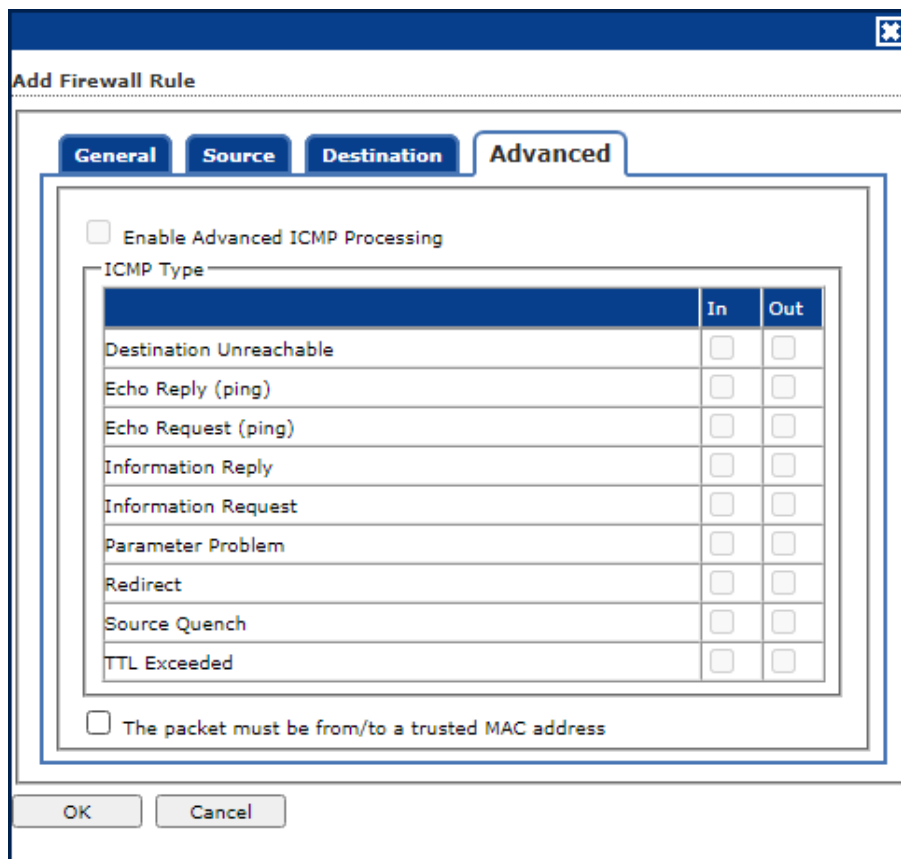 Add Firewall Rule
General Source Destination Advanced
Enable Advanced ICMP Processing
ICMP Type
In Out
Destination Unreachable
Echo Reply (ping)
Echo Request (ping)
Information Reply
Information Request
Parameter Problem
Redirect
Source Quench
TTL Exceeded
The packet must be from/to a trusted MAC address
OK Cancel